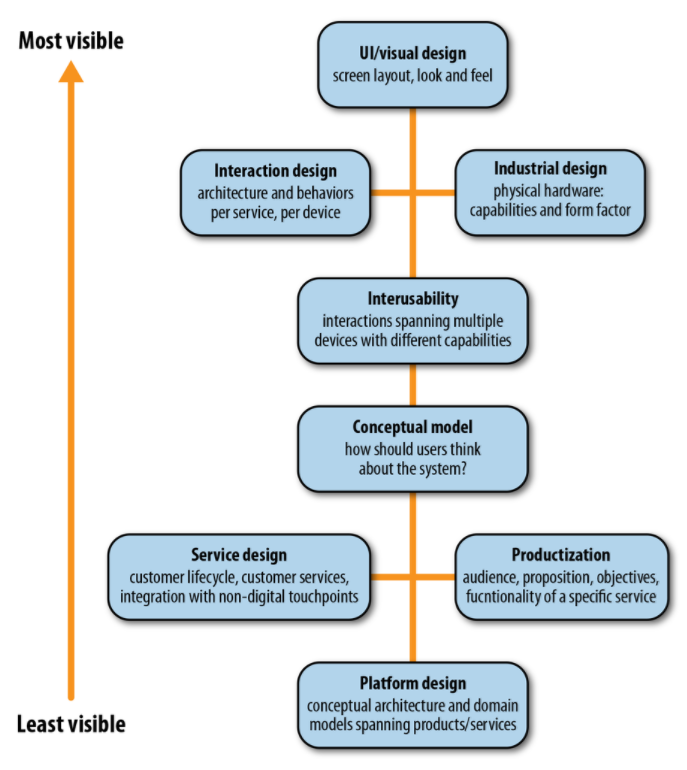 Most visible
UI/visual design
screen layout, look and feel
Interaction design
architecture and behaviors
per service, per device
Industrial design
physical hardware:
capabilities and form factor
Interusability
interactions spanning multiple
devices with different capabilities
Conceptual model
how should users think
about the system?
Service design
customer lifecycle, customer services,
integration with non-digital touchpoints
Productization
audience, proposition, objectives,
fucntionality of a specific service
Platform design
conceptual architecture and domain
models spanning products/services
Least visible